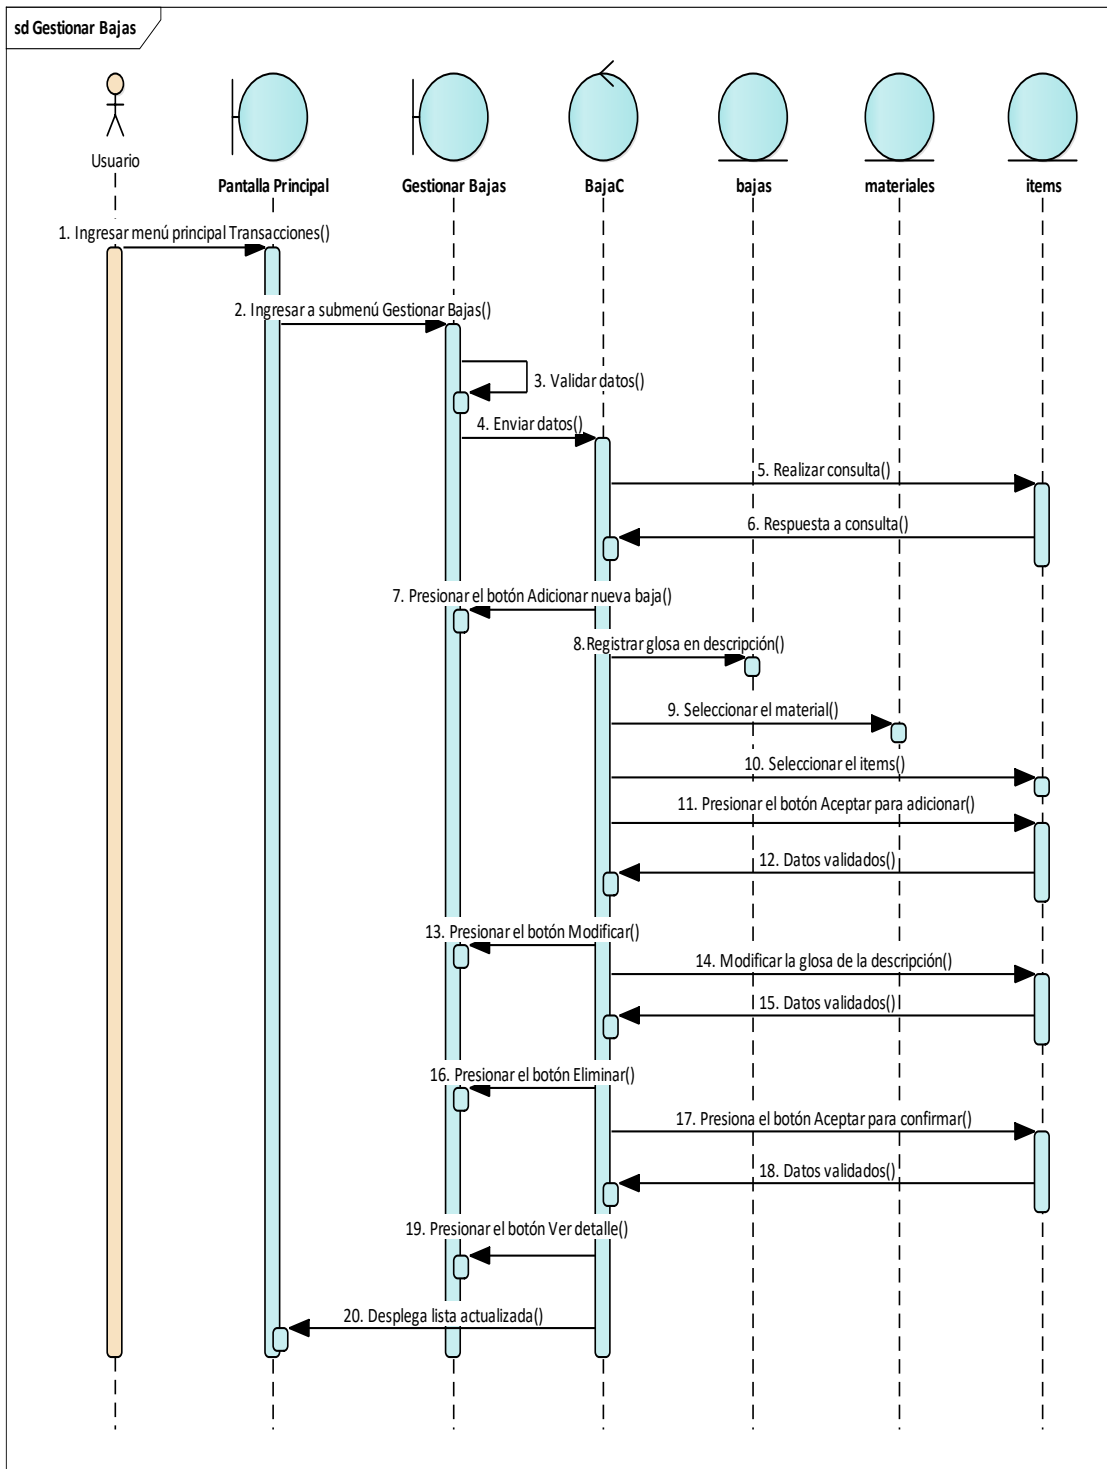 sd Gestionar Bajas
Usuario
Pantalla Principal
Gestionar Bajas
BajaC
bajas
materiales
items
1. Ingresar menú principal Transacciones()
2. Ingresar a submenú Gestionar Bajas()
3. Validar datos()
4. Enviar datos()
5. Realizar consulta()
6. Respuesta a consulta()
7. Presionar el botón Adicionar nueva baja()
8.Registrar glosa en descripción()
9. Seleccionar el material()
10. Seleccionar el items()
11. Presionar el botón Aceptar para adicionar()
12. Datos validados()
13. Presionar el botón Modificar()
14. Modificar la glosa de la descripción()
15. Datos validados()
16. Presionar el botón Eliminar()
17. Presiona el botón Aceptar para confirmar()
18. Datos validados()
19. Presionar el botón Ver detalle()
20. Desplega lista actualizada()